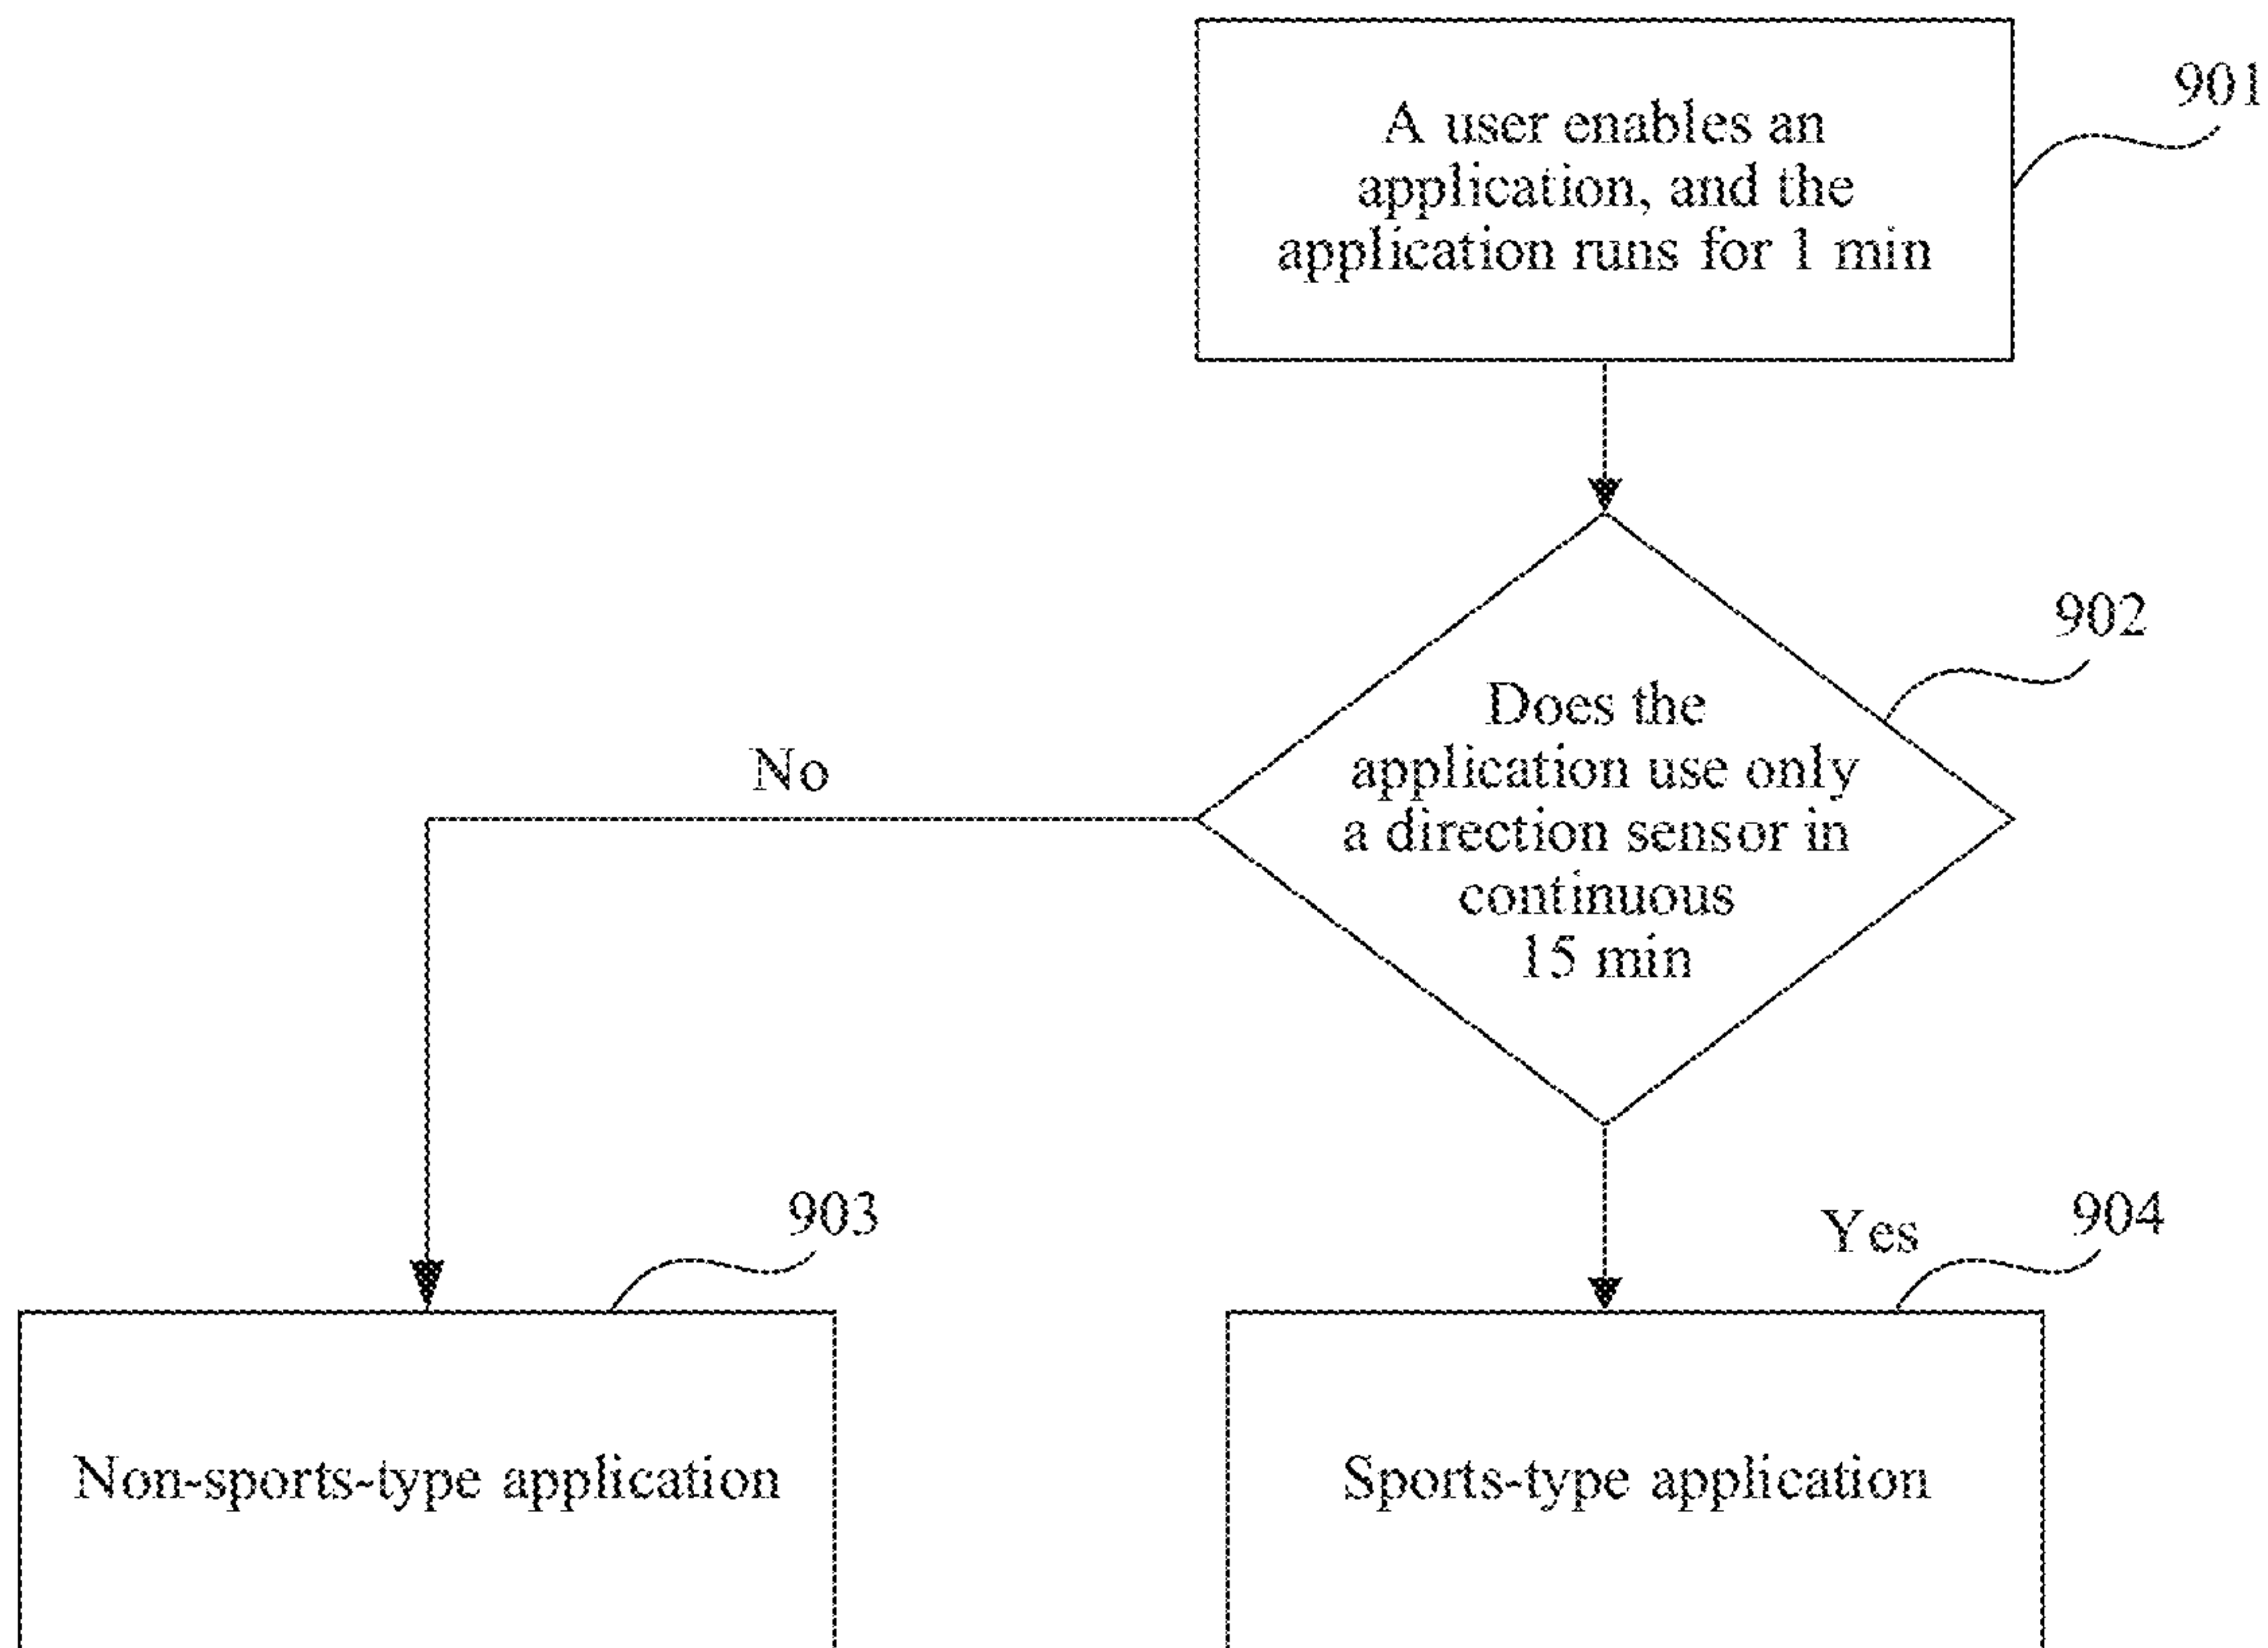 901
A user enables an
application, and the
application runs for 1 min
902
Does the
application use only
a direction sensor in
continuous
15 min
No
903
Yes
904
Non-sports-type application
Sports-type application